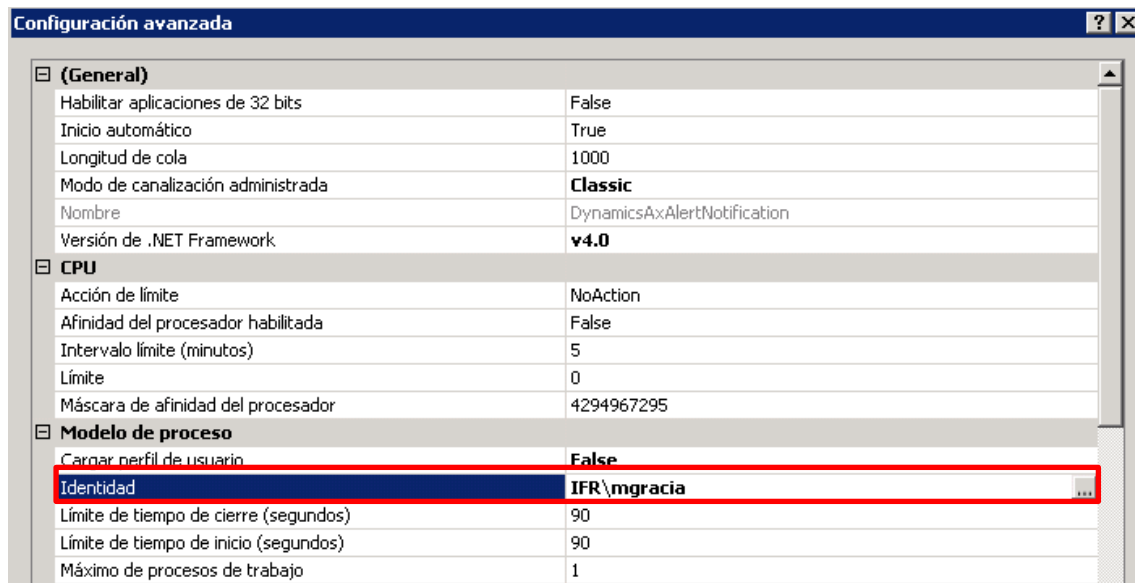 Configuración avanzada
(General)
Habilitar aplicaciones de 32 bits False
Inicio automático True
Longitud de cola 1000
Modo de canalización administrada Classic
Nombre DynamicsAxAlertNotification
Versión de .NET Framework v4.0
CPU
Acción de límite NoAction
Afinidad del procesador habilitada False
Intervalo límite (minutos) 5
Límite 0
Máscara de afinidad del procesador 4294967295
Modelo de proceso
Cargar perfil de usuario False
Identidad IFR\mgracia ...
Límite de tiempo de cierre (segundos) 90
Límite de tiempo de inicio (segundos) 90
Máximo de procesos de trabajo 1